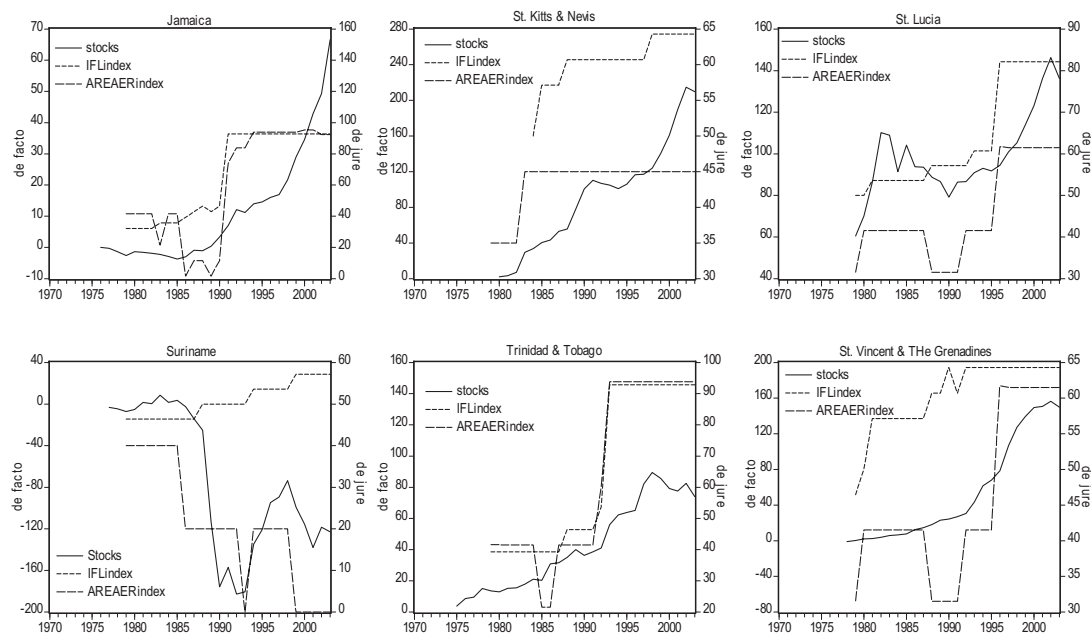 Jamaica
70
60
50
40
30
20
10
0
-10
160
140
120
100
80
60
40
20
0
de facto
de jure
stocks
IFLindex
AREAERindex
1970 1975 1980 1985 1990 1995 2000
St. Kitts & Nevis
280
240
200
160
120
80
40
0
65
60
55
50
45
40
35
30
de facto
de jure
stocks
IFLindex
AREAERindex
1970 1975 1980 1985 1990 1995 2000
St. Lucia
160
140
120
100
80
60
40
90
80
70
60
50
40
30
de facto
de jure
stocks
IFLindex
AREAERindex
1970 1975 1980 1985 1990 1995 2000
Suriname
40
0
-40
-80
-120
-160
-200
60
50
40
30
20
10
0
de facto
de jure
Stocks
IFLindex
AREAERindex
1970 1975 1980 1985 1990 1995 2000
Trinidad & Tobago
160
140
120
100
80
60
40
20
0
100
90
80
70
60
50
40
30
20
de facto
de jure
stocks
IFLindex
AREAERindex
1970 1975 1980 1985 1990 1995 2000
St. Vincent & THe Grenadines
200
160
120
80
40
0
-40
-80
65
60
55
50
45
40
35
30
de facto
de jure
stocks
IFLindex
AREAERindex
1970 1975 1980 1985 1990 1995 2000